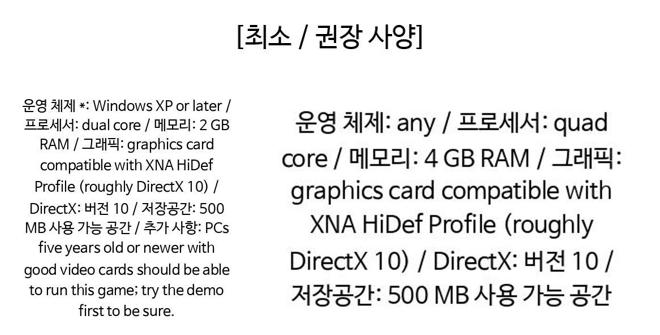 [최소 / 권장 사양]
운영 체제 *: Windows XP or later /
프로세서: dual core / 메모리: 2 GB
RAM / 그래픽: graphics card
compatible with XNA HiDef
Profile (roughly DirectX 10) /
DirectX: 버전 10 / 저장공간: 500
MB 사용 가능 공간 / 추가 사항: PCs
five years old or newer with
good video cards should be able
to run this game; try the demo
first to be sure.
운영 체제: any / 프로세서: quad
core / 메모리: 4 GB RAM / 그래픽:
graphics card compatible with
XNA HiDef Profile (roughly
DirectX 10) / DirectX: 버전 10 /
저장공간: 500 MB 사용 가능 공간